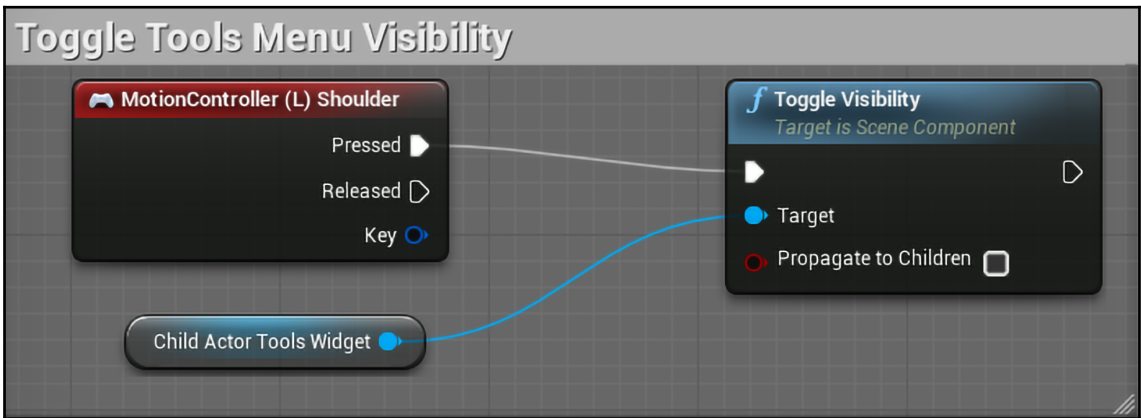 Toggle Tools Menu Visibility
MotionController (L) Shoulder
Pressed
Released
Key
Child Actor Tools Widget
Toggle Visibility
Target is Scene Component
Target
Propagate to Children